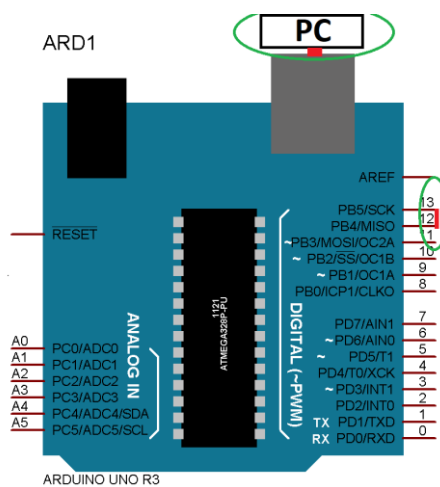 PC
ARD1
AREF
13
PB5/SCK
12
PB4/MISO
RESET
~PB3/MOSI/OC2A
10
~ PB2/SS/OC1B
9
~ PB1/OC1A
8
PB0/ICP1/CLKO
1121
ATMEGA328P-PU
ANALOG IN
DIGITAL (~PWM)
7
PD7/AIN1
6
~ PD6/AIN0
5
~ PD5/T1
4
PD4/T0/XCK
3
~PD3/INT1
2
PD2/INT0
1
TX PD1/TXD
0
RX PD0/RXD
A0
PC0/ADC0
A1
PC1/ADC1
A2
PC2/ADC2
A3
PC3/ADC3
A4
PC4/ADC4/SDA
A5
PC5/ADC5/SCL
ARDUINO UNO R3